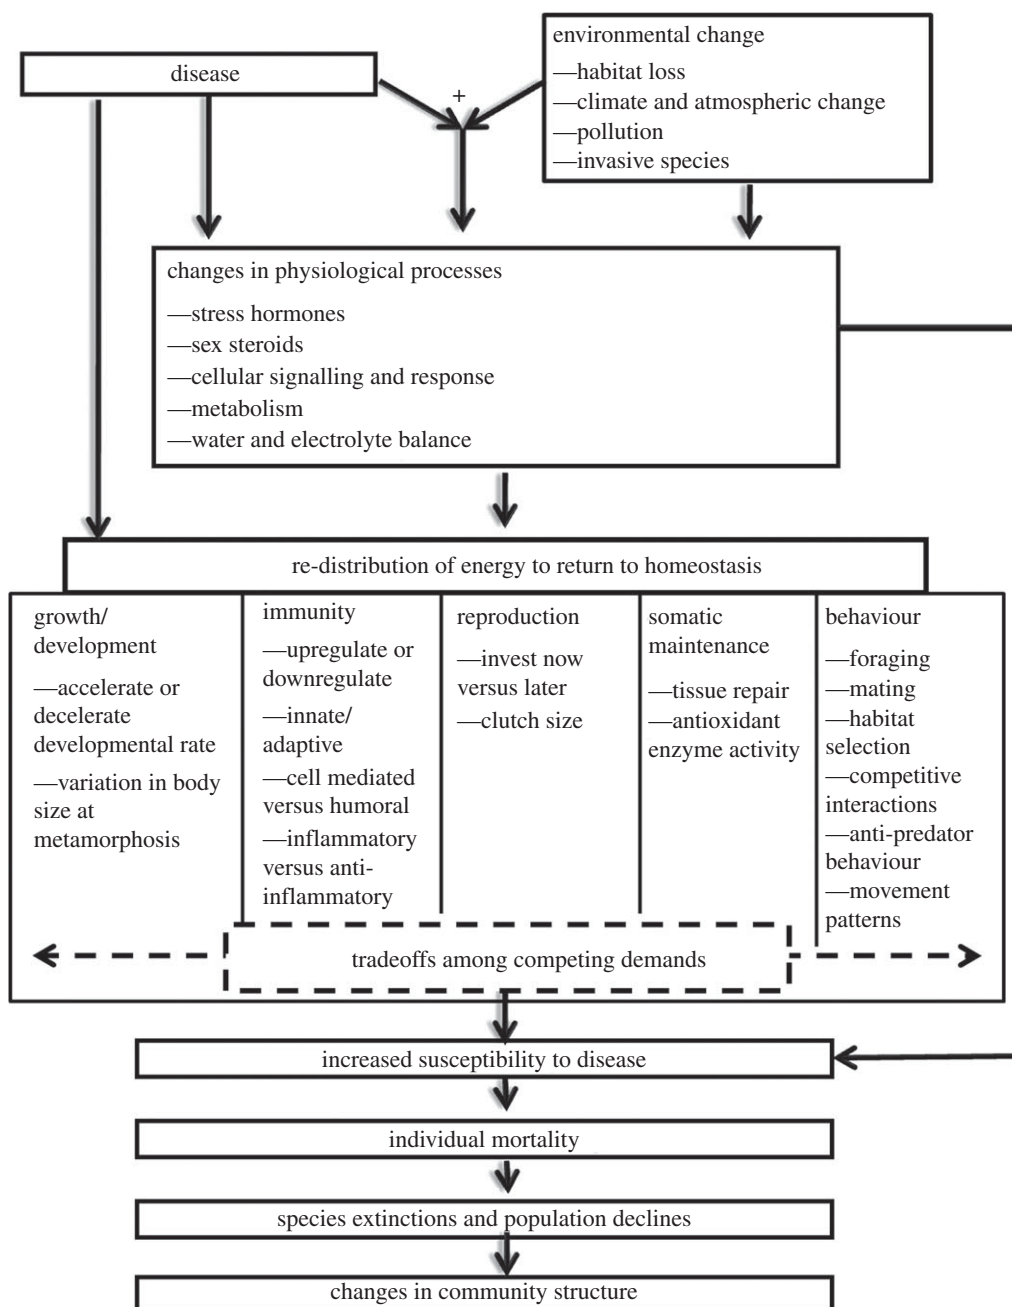 disease
+
environmental change
—habitat loss
—climate and atmospheric change
—pollution
—invasive species
changes in physiological processes
—stress hormones
—sex steroids
—cellular signalling and response
—metabolism
—water and electrolyte balance
re-distribution of energy to return to homeostasis
growth/
development
—accelerate or
decelerate
developmental rate
—variation in body
size at
metamorphosis
immunity
—upregulate or
downregulate
—innate/
adaptive
—cell mediated
versus humoral
—inflammatory
versus anti-
inflammatory
reproduction
—invest now
versus later
—clutch size
somatic
maintenance
—tissue repair
—antioxidant
enzyme activity
behaviour
—foraging
—mating
—habitat
selection
—competitive
interactions
—anti-predator
behaviour
—movement
patterns
tradeoffs among competing demands
increased susceptibility to disease
individual mortality
species extinctions and population declines
changes in community structure